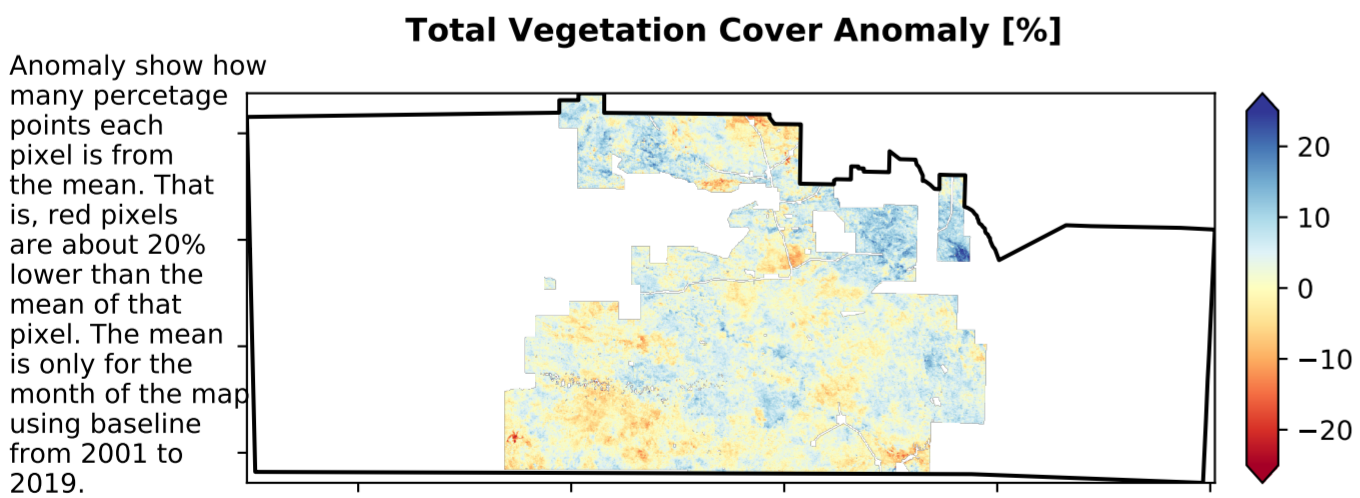 Total Vegetation Cover Anomaly [%]
Anomaly show how
many percetage
points each
pixel is from
the mean. That
is, red pixels
are about 20%
lower than the
mean of that
pixel. The mean
is only for the
month of the map
using baseline
from 2001 to
2019.
20
10
0
−10
−20